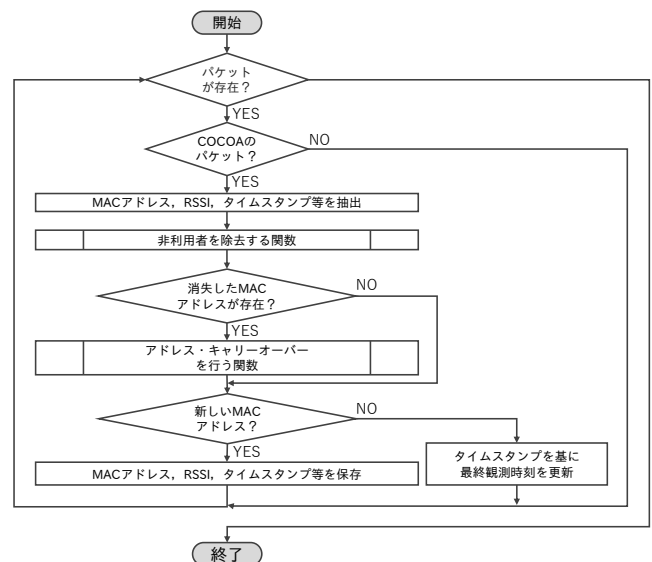 開始
パケット
が存在？
YES
COCOAの
パケット？
NO
YES
MACアドレス，RSSI，タイムスタンプ等を抽出
非利用者を除去する関数
消失したMAC
アドレスが存在？
NO
YES
アドレス・キャリーオーバー
を行う関数
新しいMAC
アドレス？
NO
YES
タイムスタンプを基に
最終観測時刻を更新
MACアドレス，RSSI，タイムスタンプ等を保存
終了